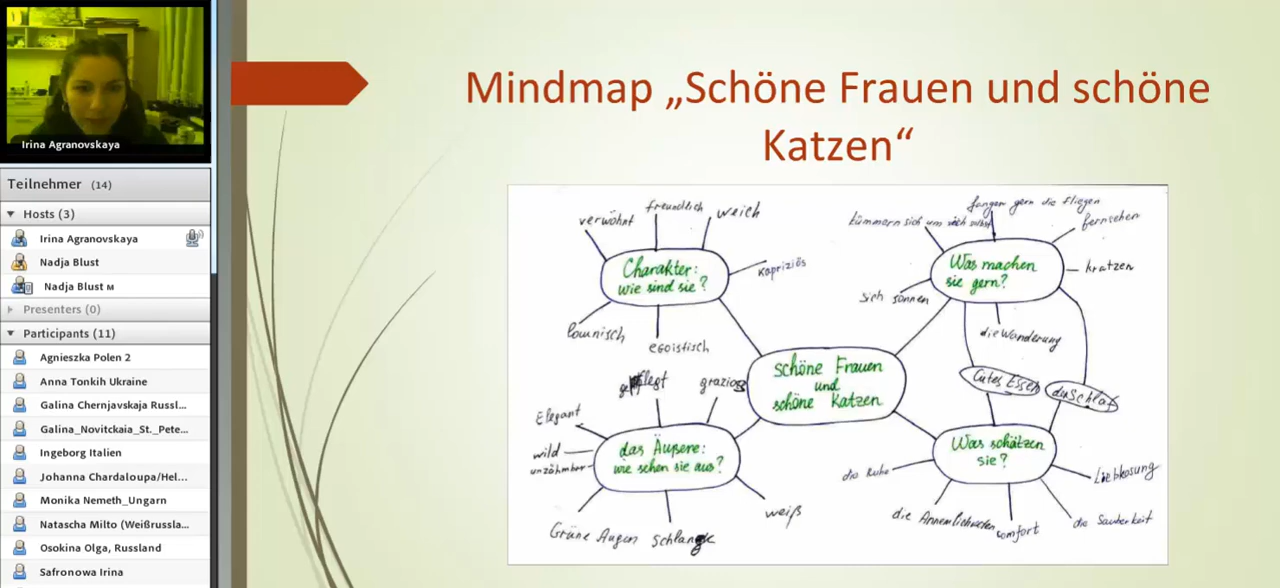 Irina Agranovskaya
Teilnehmer (14)
Hosts (3)
Irina Agranovskaya
Nadja Blust
Nadja Blust м
Presenters (0)
Participants (11)
Agnieszka Polen 2
Anna Tonkih Ukraine
Galina Chernjavskaja Russl...
Galina_Novitckaia_St._Pete...
Ingeborg Italien
Johanna Chardaloupa/Hel...
Monika Nemeth_Ungarn
Natascha Milto (Weißrussla...
Osokina Olga, Russland
Safronowa Irina
Mindmap „Schöne Frauen und schöne
Katzen“
verwöhnt
freundlich
weich
kapriziös
Charakter:
wie sind sie?
launisch
egoistisch
fangen gern die Fliegen
kümmern sich um sich selbst
fernsehen
kratzen
Was machen
sie gern?
sich sonnen
die Wanderung
schöne Frauen
und
schöne Katzen
gepflegt
graziös
Elegant
wild
unzähmbar
das Äußere:
wie sehen sie aus?
Grüne Augen
weiß
Gutes Essen
der Schlaf
Was schätzen
sie?
die Ruhe
Liebkosung
die Sauberkeit
die